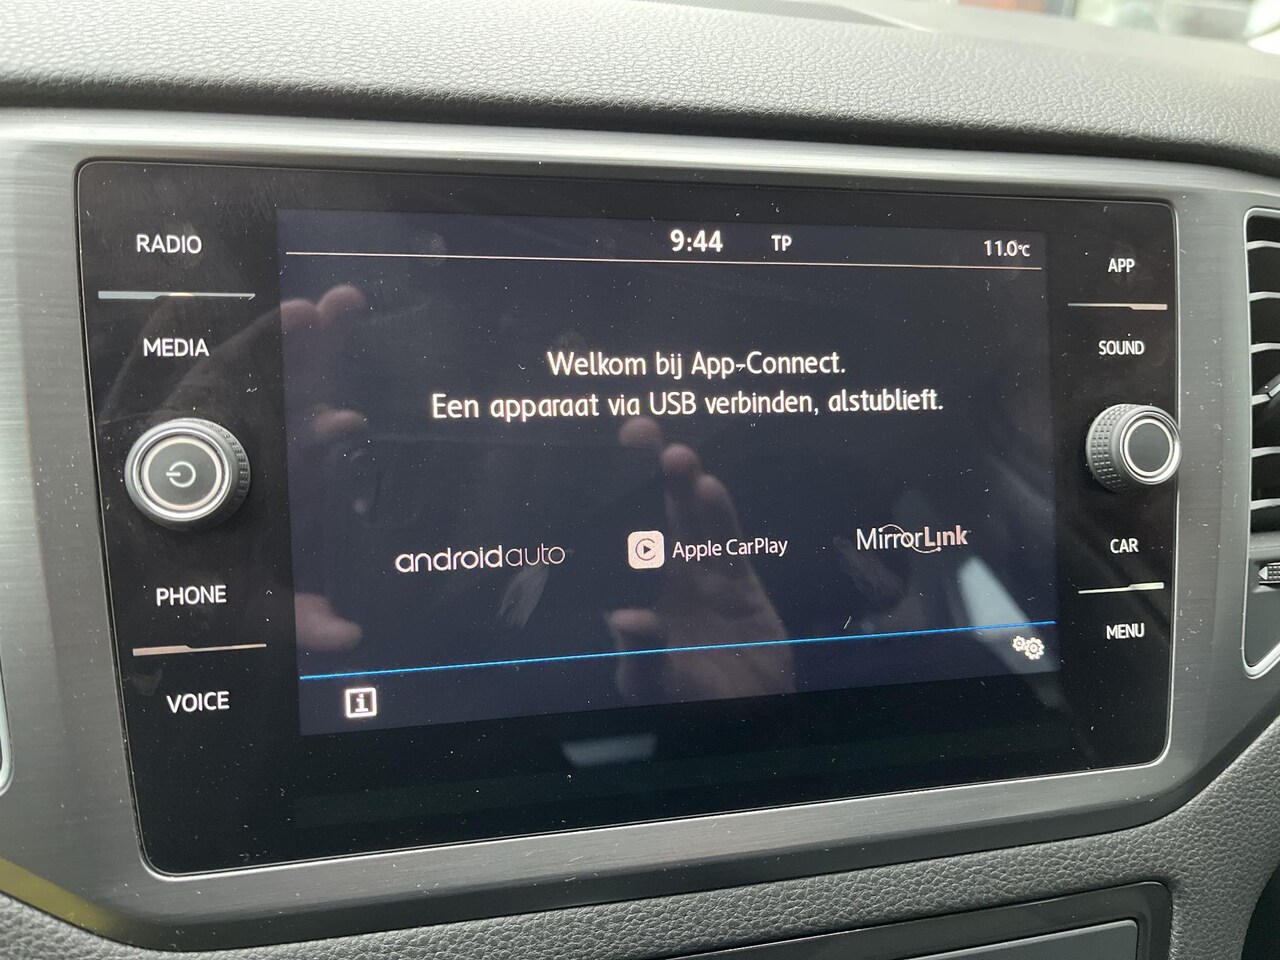 9:44 TP 11.0°C
RADIO
MEDIA
PHONE
VOICE
Welkom bij App-Connect.
Een apparaat via USB verbinden, alstublieft.
androidauto
Apple CarPlay
MirrorLink
i
APP
SOUND
CAR
MENU